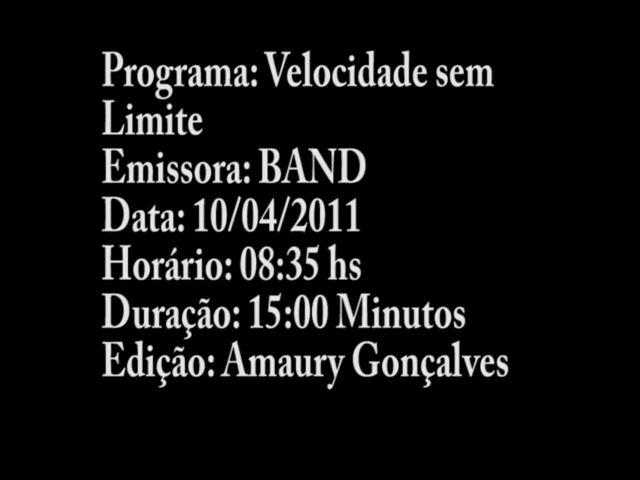 Programa: Velocidade sem
Limite
Emissora: BAND
Data: 10/04/2011
Horário: 08:35 hs
Duração: 15:00 Minutos
Edição: Amaury Gonçalves